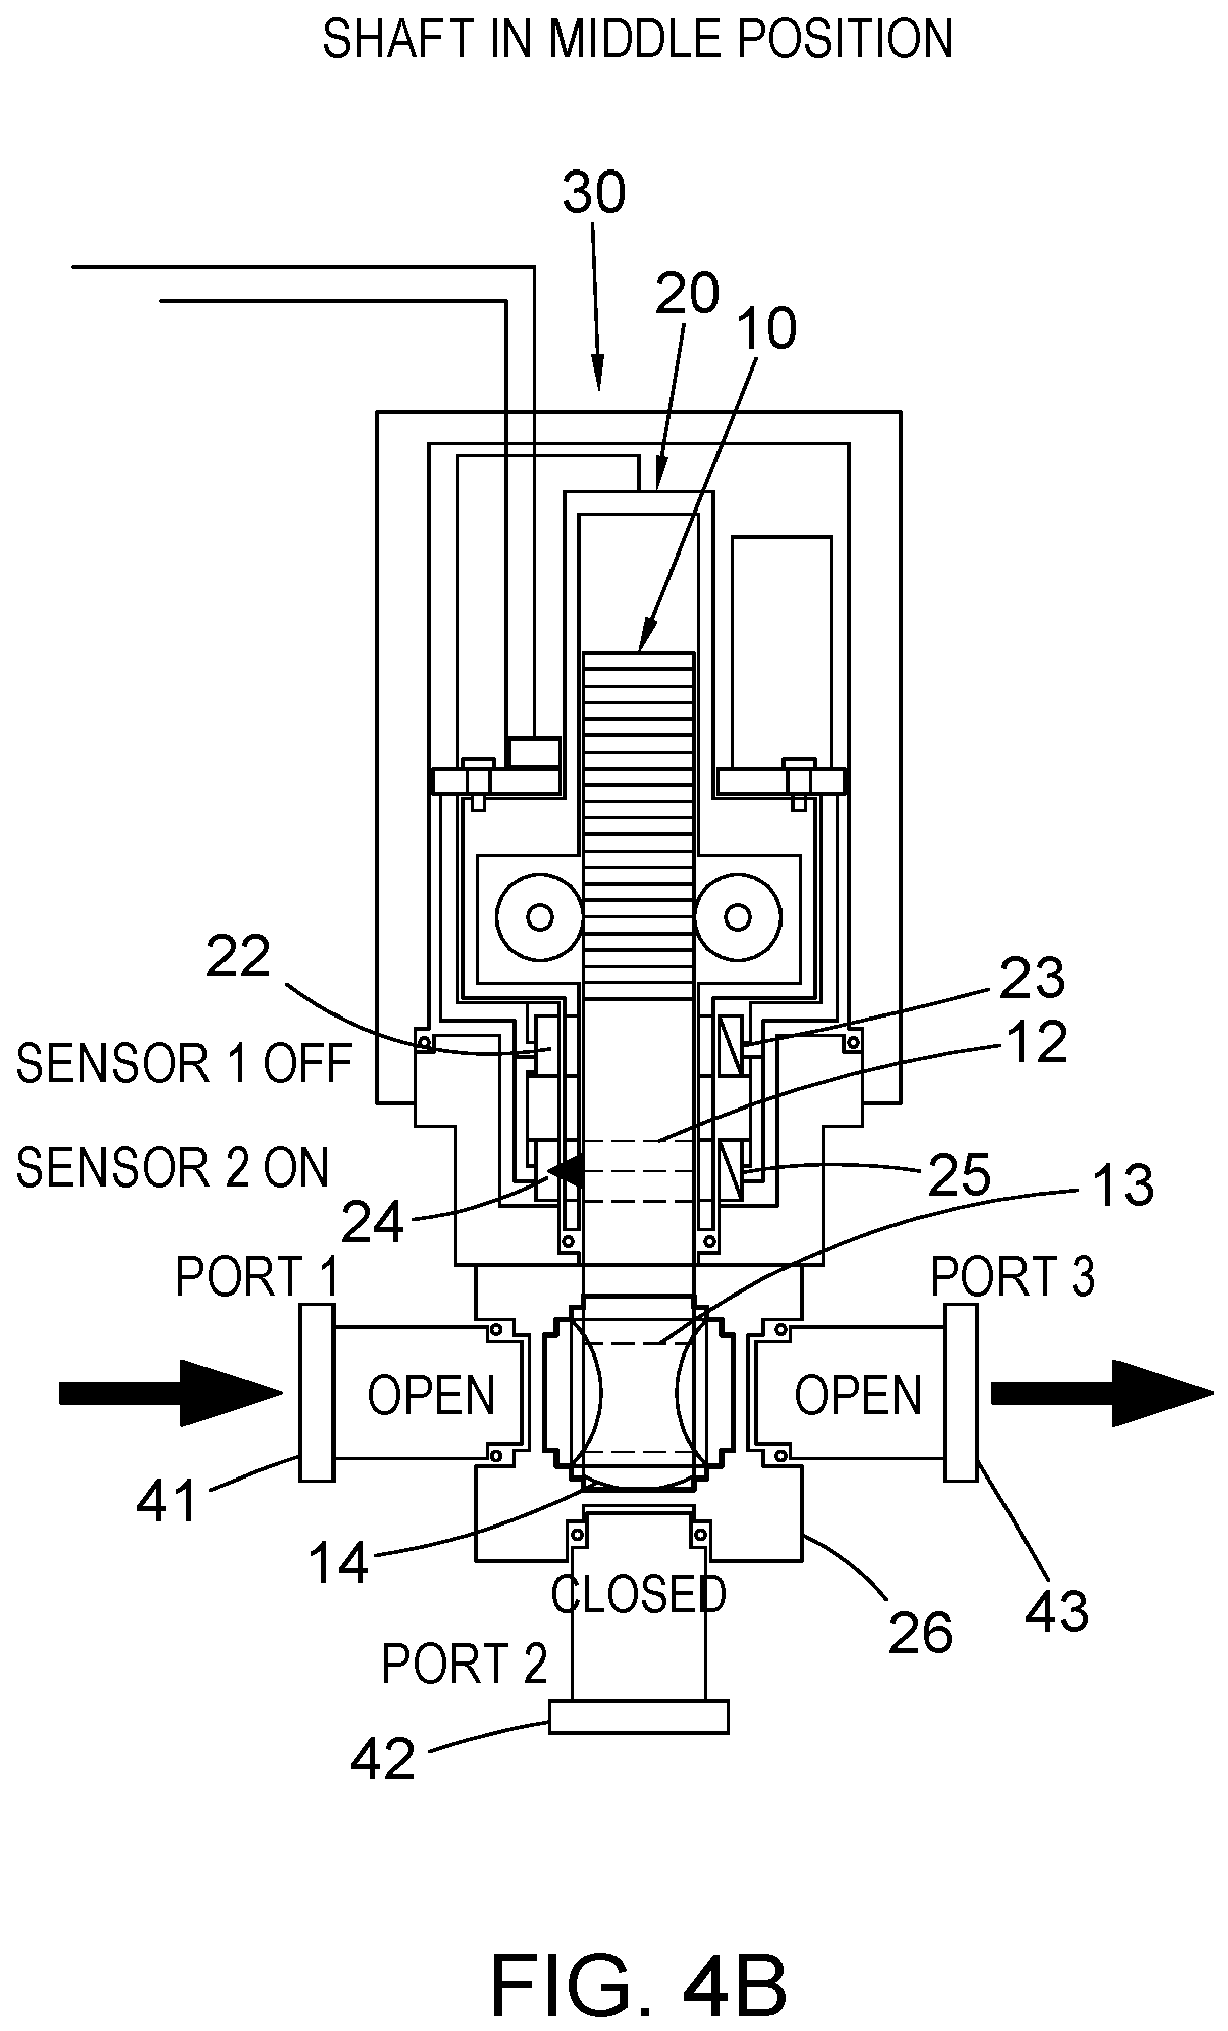 SHAFT IN MIDDLE POSITION
30
20
10
22
23
12
SENSOR 1 OFF
SENSOR 2 ON
25
13
24
PORT 1
PORT 3
OPEN
OPEN
41
14
CLOSED
26
43
PORT 2
42
FIG. 4B